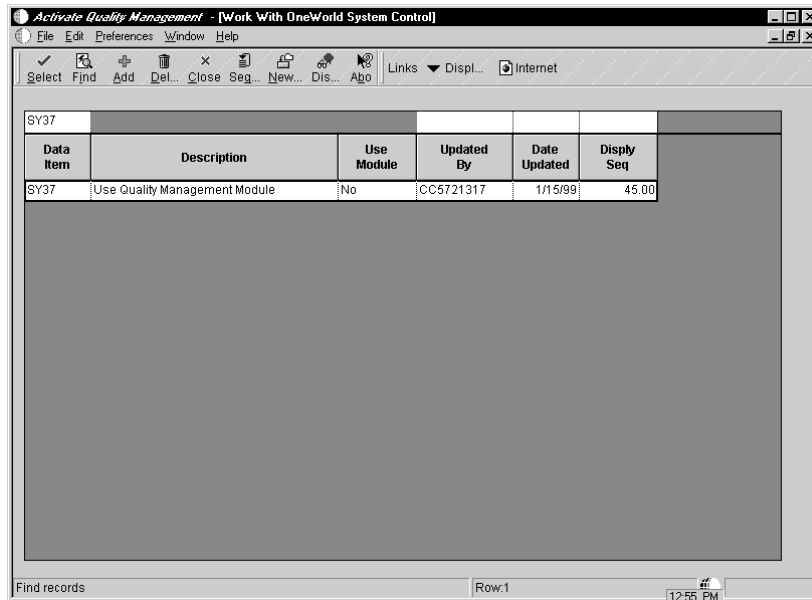 Activate Quality Management - [Work With OneWorld System Control]
File Edit Preferences Window Help
Select Find Add Del... Close Seq... New... Dis... Abo Links Displ... Internet
SY37
Data Item Description Use Module Updated By Date Updated Disply Seq
SY37 Use Quality Management Module No CC5721317 1/15/99 45.00
Find records Row:1 12:55 PM